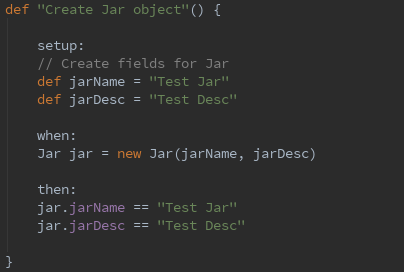 def "Create Jar object"() {
setup:
// Create fields for Jar
def jarName = "Test Jar"
def jarDesc = "Test Desc"
when:
Jar jar = new Jar(jarName, jarDesc)
then:
jar.jarName == "Test Jar"
jar.jarDesc == "Test Desc"
}